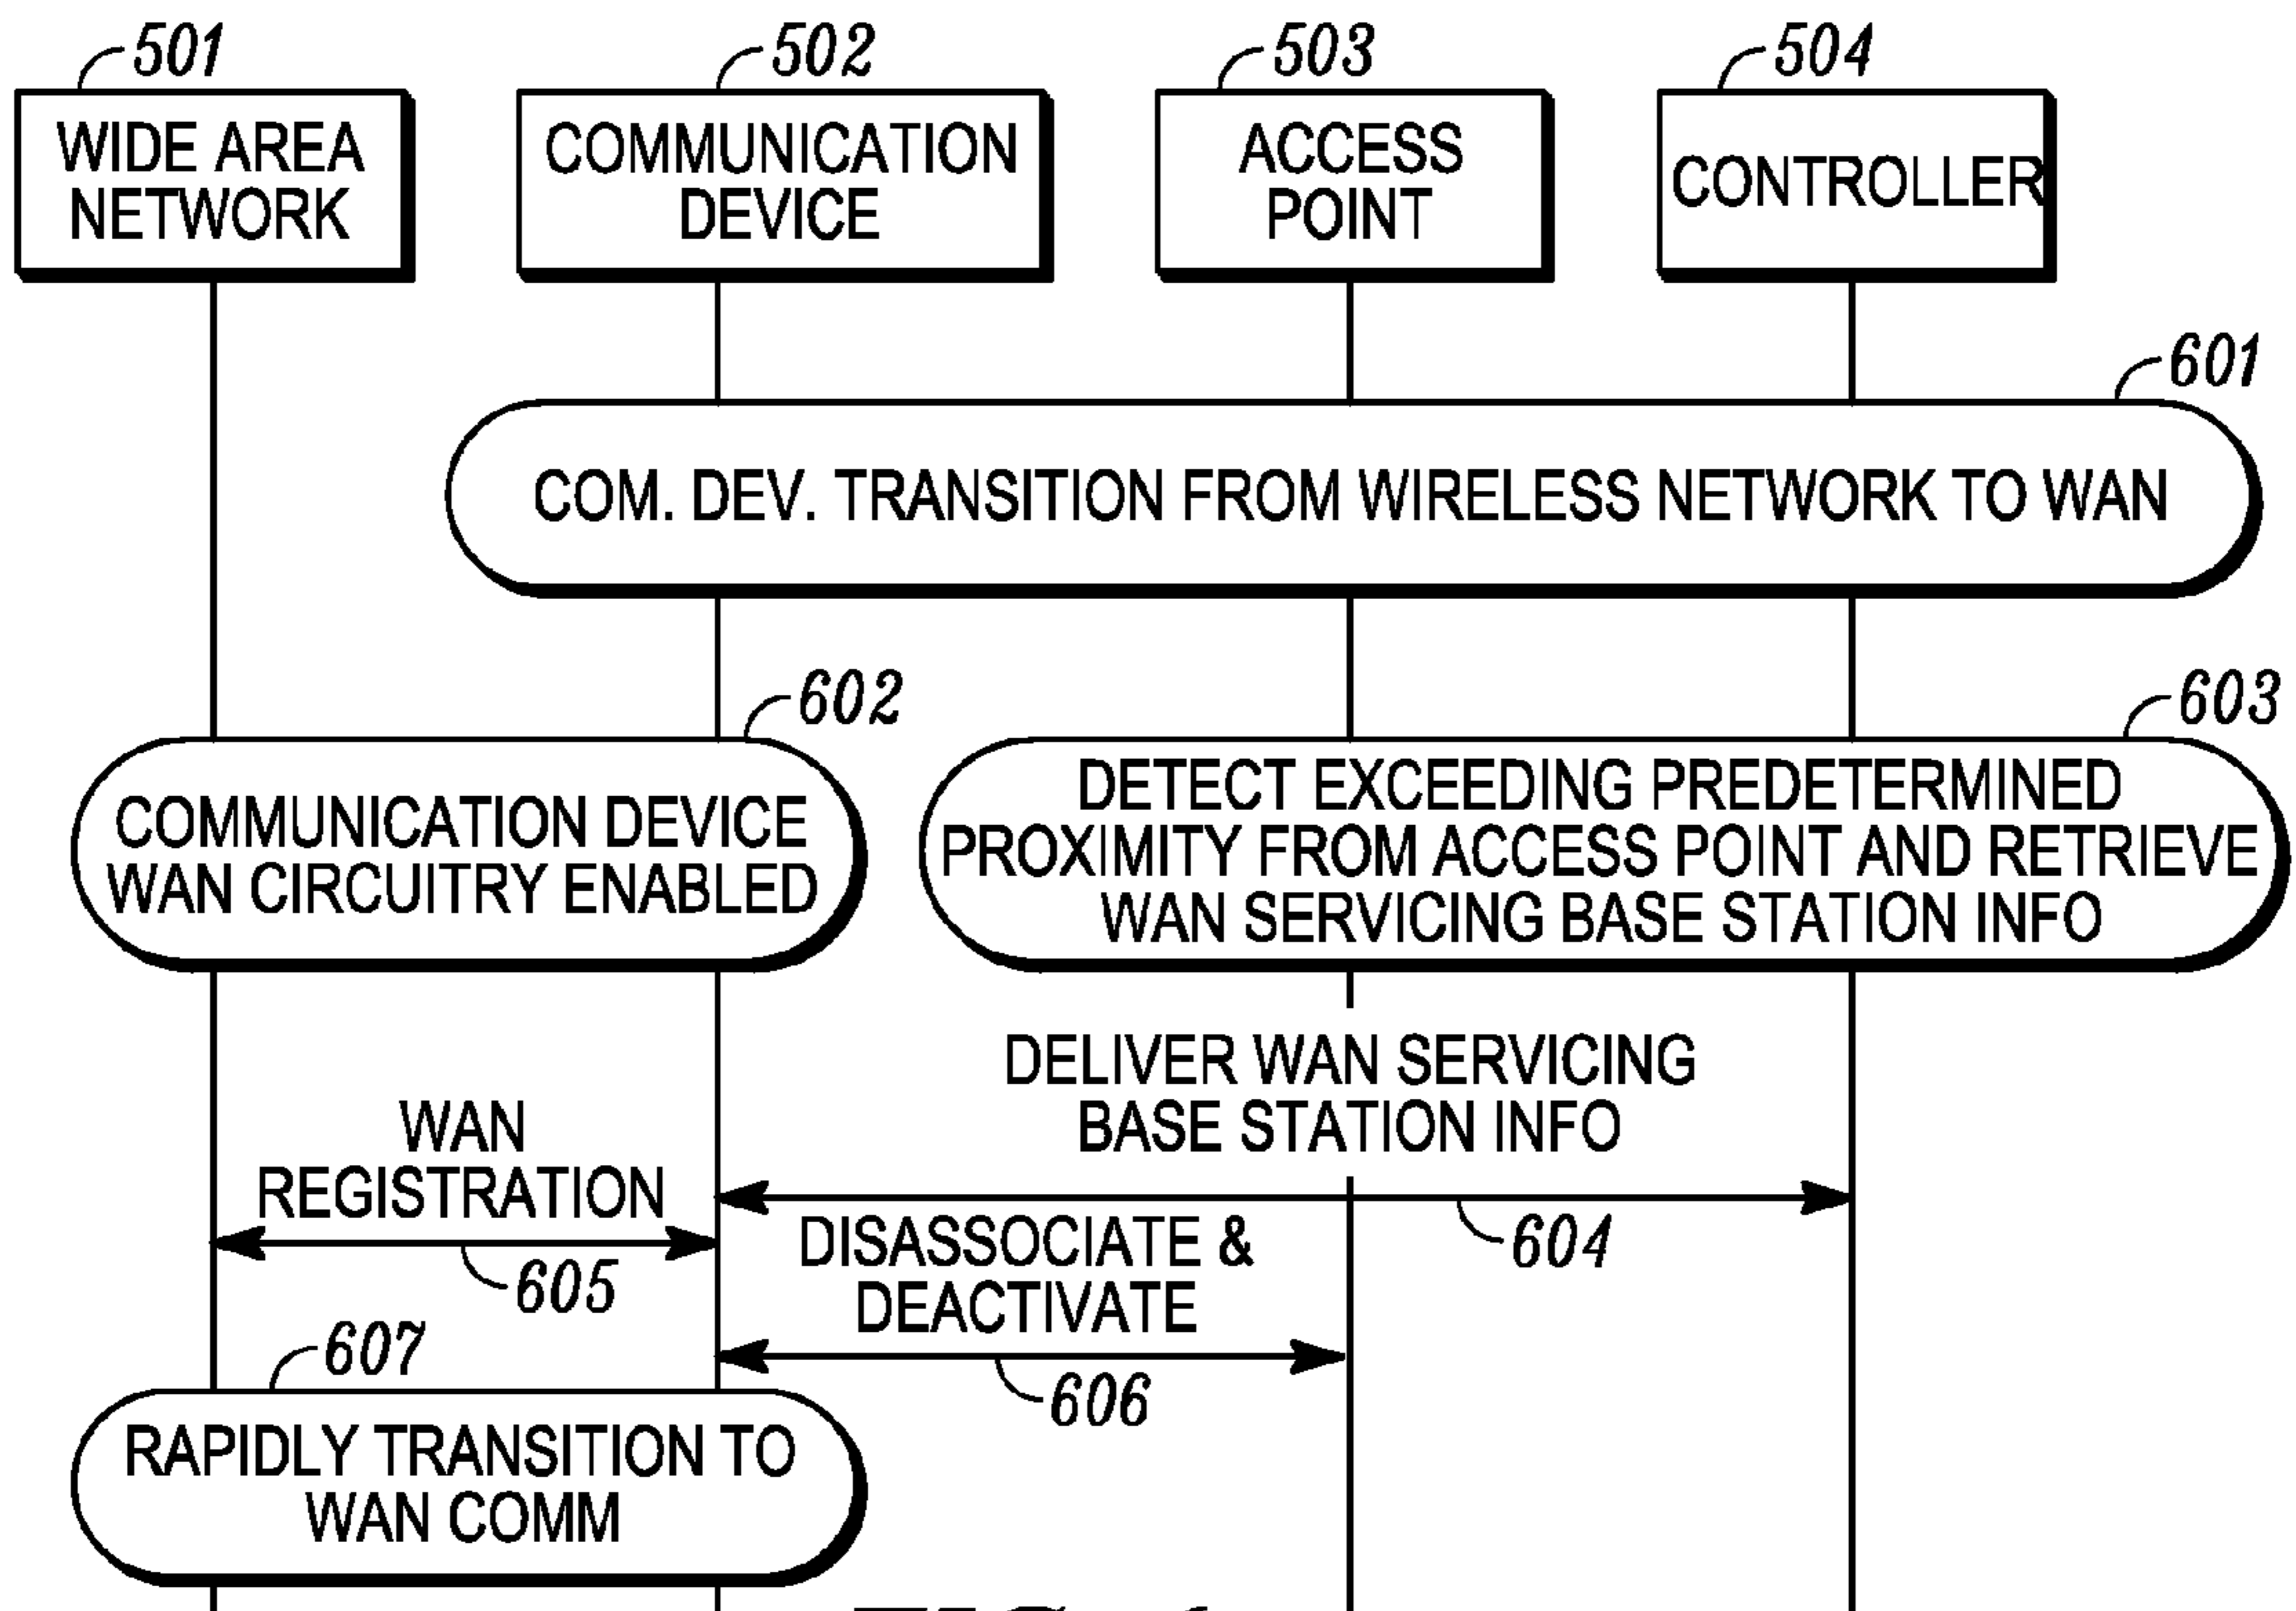 501
502
503
504
WIDE AREA
NETWORK
COMMUNICATION
DEVICE
ACCESS
POINT
CONTROLLER
601
COM. DEV. TRANSITION FROM WIRELESS NETWORK TO WAN
602
603
COMMUNICATION DEVICE
WAN CIRCUITRY ENABLED
DETECT EXCEEDING PREDETERMINED
PROXIMITY FROM ACCESS POINT AND RETRIEVE
WAN SERVICING BASE STATION INFO
DELIVER WAN SERVICING
BASE STATION INFO
604
WAN
REGISTRATION
605
DISASSOCIATE &
DEACTIVATE
606
607
RAPIDLY TRANSITION TO
WAN COMM